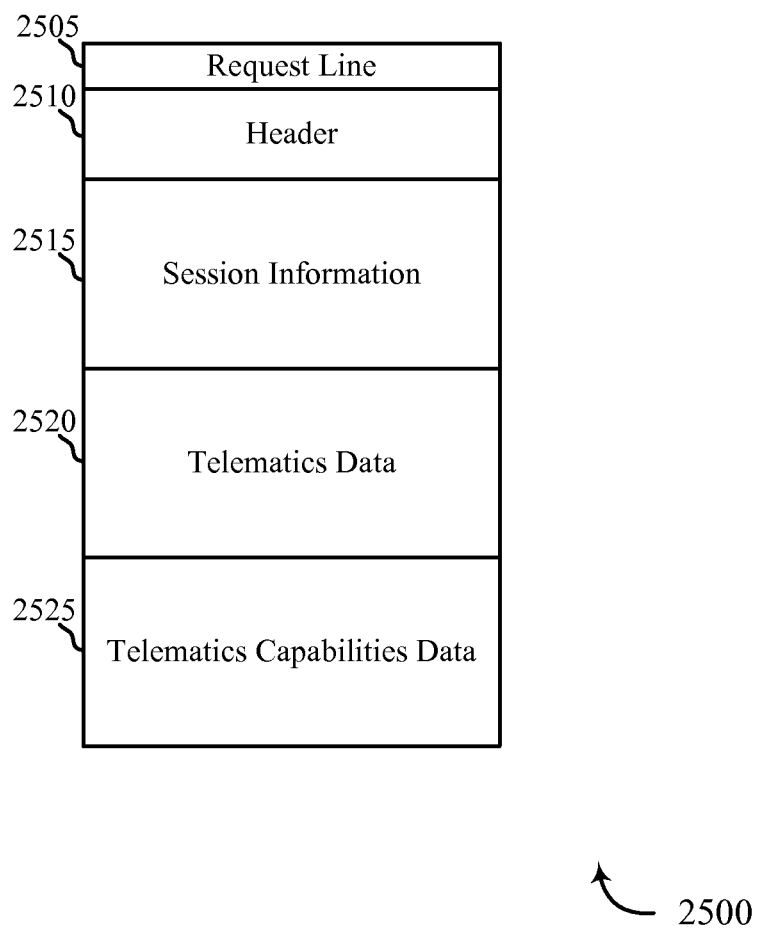 2505
Request Line
2510
Header
2515
Session Information
2520
Telematics Data
2525
Telematics Capabilities Data
2500